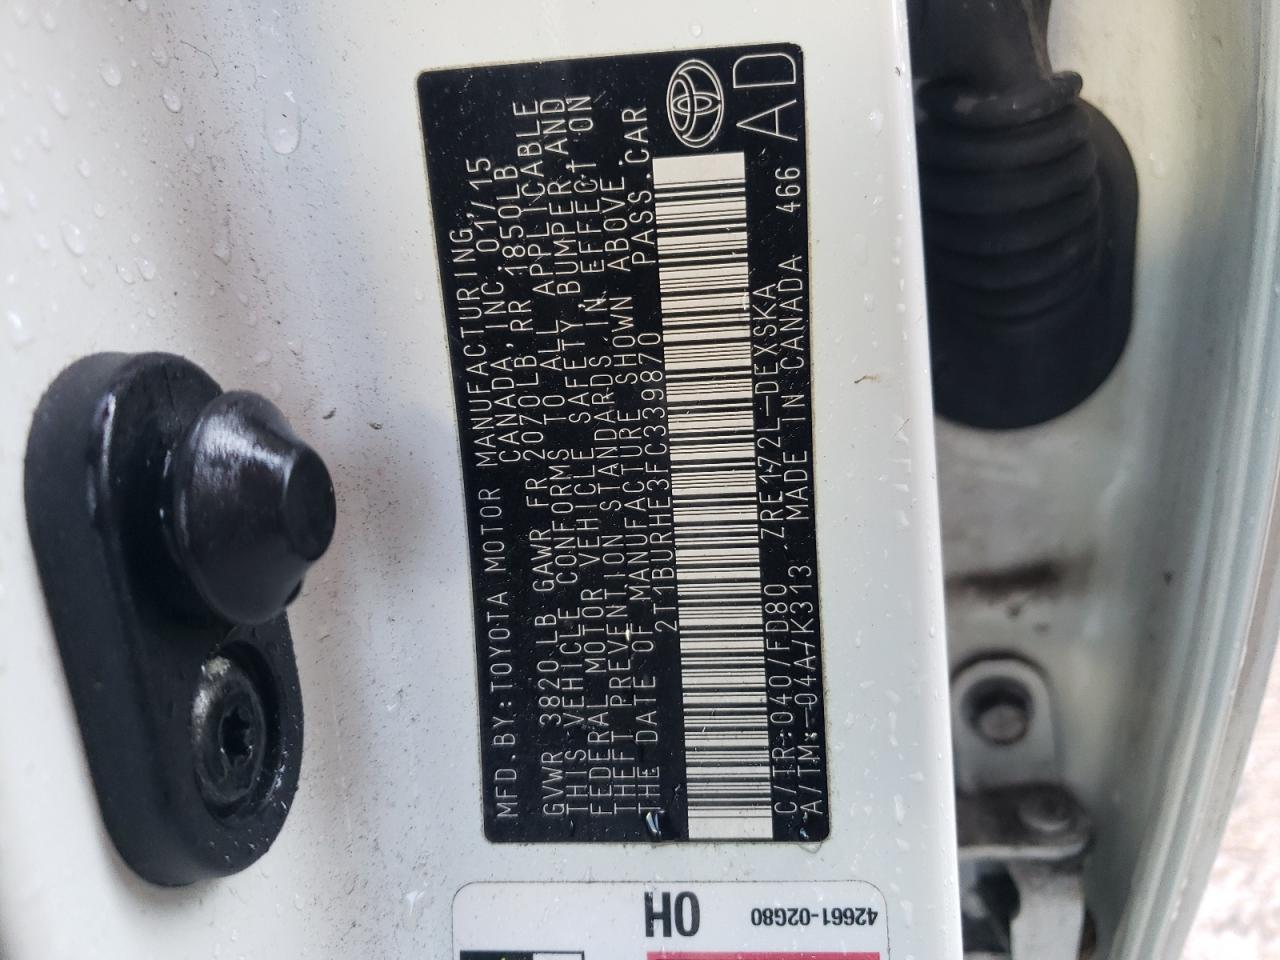 MFD.BY:TOYOTA MOTOR MANUFACTURING,
CANADA,INC. 01/15
GVWR 3820LB GAWR FR 2070LB,RR 1850LB
THIS VEHICLE CONFORMS TO ALL APPLICABLE
FEDERAL MOTOR VEHICLE SAFETY,BUMPER,AND
THEFT PREVENTION STANDARDS IN EFFECT ON
THE DATE OF MANUFACTURE SHOWN ABOVE.
2T1BURHE3FC339870 PASS.CAR
C/TR:040/FD80 ZRE172L-DEXSKA
A/TM:-04A/K313 MADE IN CANADA 466
AD
0H
42661-02G80